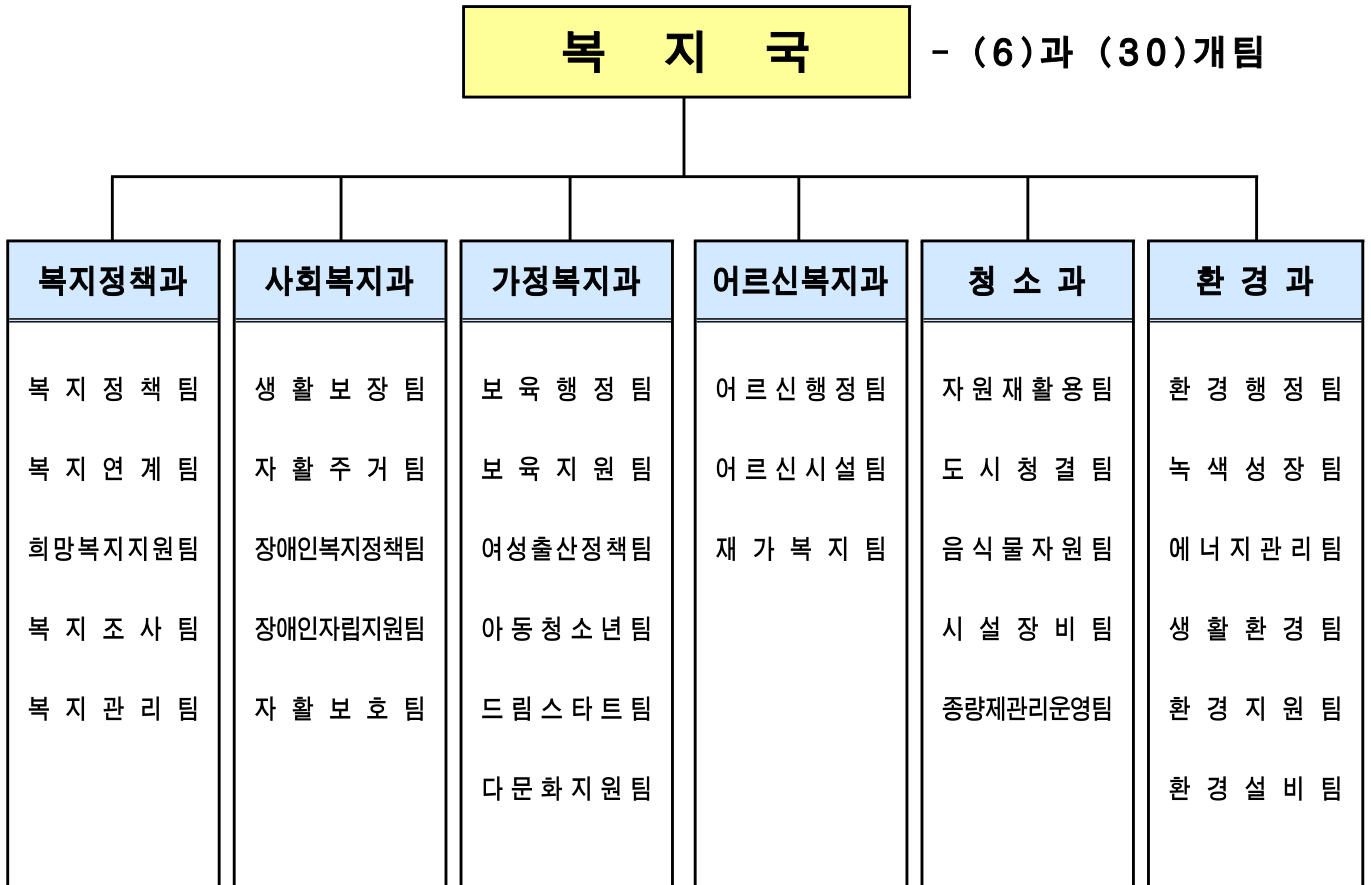 복 지 국 - (6)과 (30)개팀
복지정책과 사회복지과 가정복지과 어르신복지과 청 소 과 환 경 과
복 지 정 책 팀 생 활 보 장 팀 보 육 행 정 팀 어르신행정팀 자원재활용팀 환 경 행 정 팀
복 지 연 계 팀 자 활 주 거 팀 보 육 지 원 팀 어르신시설팀 도 시 청 결 팀 녹 색 성 장 팀
희망복지지원팀 장애인복지정책팀 여성출산정책팀 재 가 복 지 팀 음식물자원팀 에너지관리팀
복 지 조 사 팀 장애인자립지원팀 아동청소년팀 시 설 장 비 팀 생 활 환 경 팀
복 지 관 리 팀 자 활 보 호 팀 드림스타트팀 종량제관리운영팀 환 경 지 원 팀
다문화지원팀 환 경 설 비 팀